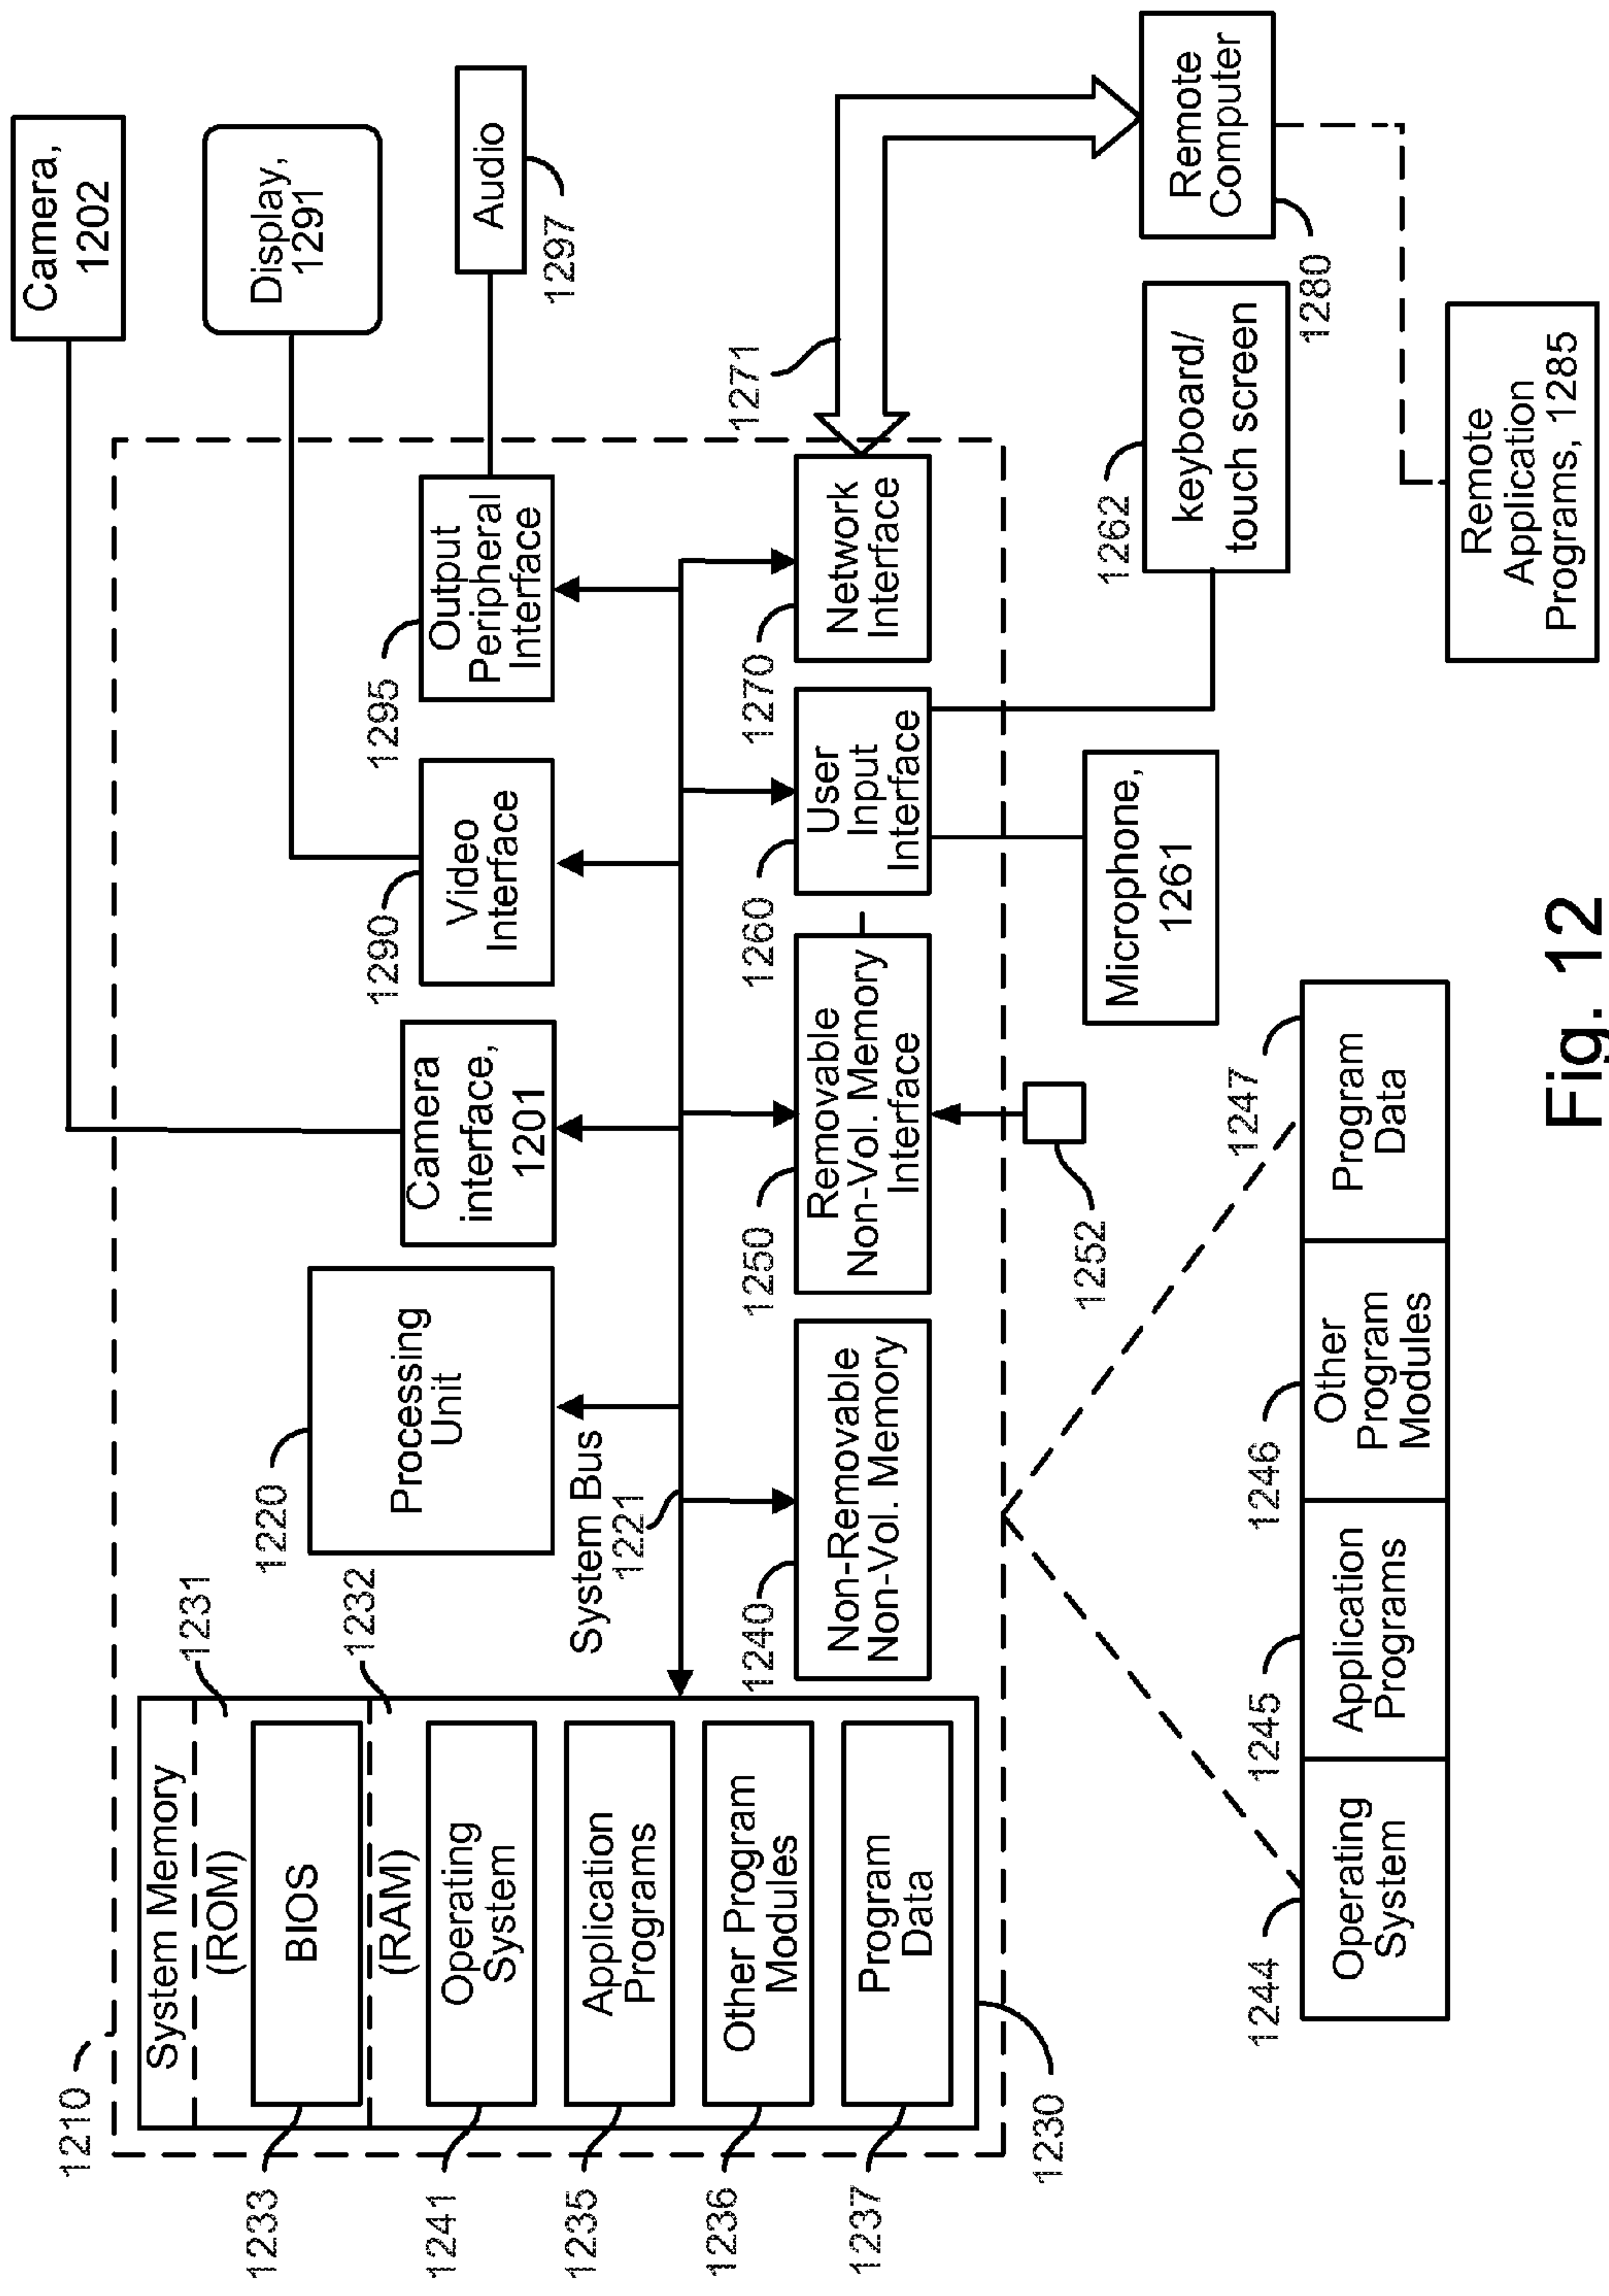 1210
System Memory
(ROM)
1231
BIOS
1233
(RAM)
1232
Operating
System
1241
Application
Programs
1235
Other Program
Modules
1236
Program
Data
1237
1230
1220
Processing
Unit
System Bus
1221
Camera
interface,
1201
Camera,
1202
1290
Video
Interface
Display,
1291
1295
Output
Peripheral
Interface
Audio
1297
1240
Non-Removable
Non-Vol. Memory
1250
Removable
Non-Vol. Memory
Interface
1252
1260
User
Input
Interface
1270
Network
Interface
1271
Microphone,
1261
1262
keyboard/
touch screen
Remote
Computer
1280
Remote
Application
Programs, 1285
1244
Operating
System
1245
Application
Programs
1246
Other
Program
Modules
1247
Program
Data
Fig. 12